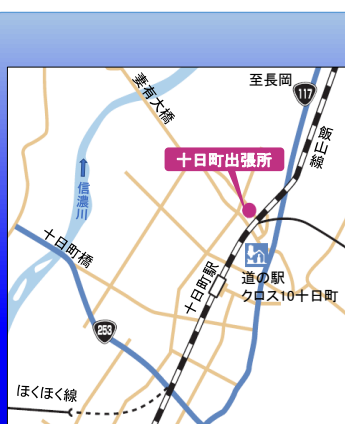 妻有大橋
至長岡
117
飯山線
十日町出張所
信濃川
十日町橋
十日町駅
道の駅
クロス10十日町
253
ほくほく線